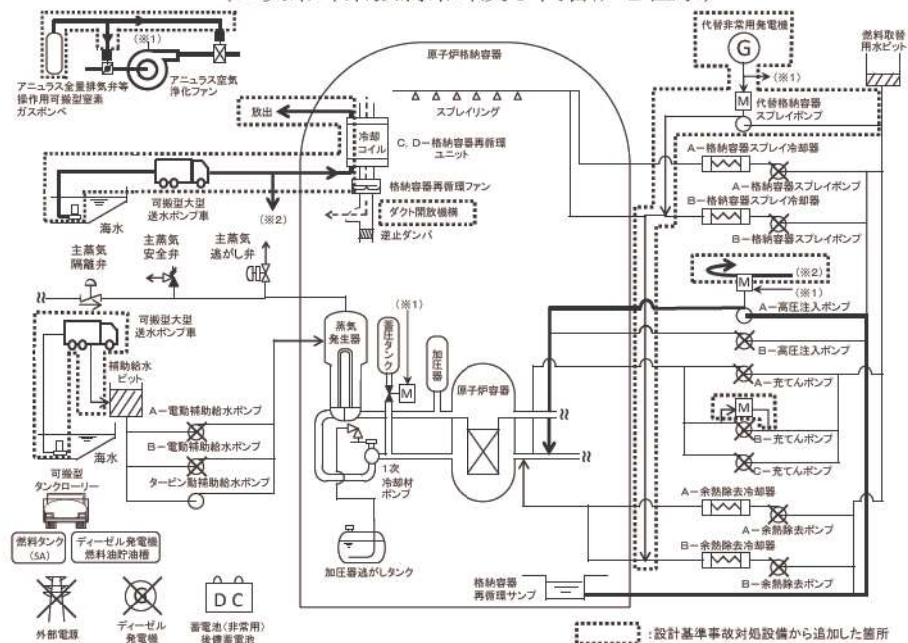 代替非常用発電機
G
(※1)
燃料取替
用水ピット
(※1)
アニュラス全量排気弁等
操作用可搬型窒素
ガスボンベ
アニュラス空気
浄化ファン
原子炉格納容器
M
代替格納容器
スプレイポンプ
放出
スプレイリング
冷却
コイル
C, D-格納容器再循環
ユニット
A-格納容器スプレイ冷却器
A-格納容器スプレイポンプ
B-格納容器スプレイ冷却器
B-格納容器スプレイポンプ
可搬型大型
送水ポンプ車
海水
(※2)
格納容器再循環ファン
ダクト開放機構
逆止ダンパ
主蒸気
隔離弁
主蒸気
安全弁
主蒸気
逃がし弁
(※2)
M
(※1)
A-高圧注入ポンプ
B-高圧注入ポンプ
可搬型大型
送水ポンプ車
補助給水
ピット
海水
蒸気
発生器
蓄圧タンク
(※1)
M
加圧器
原子炉容器
A-充てんポンプ
M
B-充てんポンプ
C-充てんポンプ
A-電動補助給水ポンプ
B-電動補助給水ポンプ
タービン動補助給水ポンプ
1次
冷却材
ポンプ
可搬型
タンクローリー
燃料タンク
(SA)
ディーゼル発電機
燃料油貯油槽
加圧器逃がしタンク
A-余熱除去冷却器
A-余熱除去ポンプ
B-余熱除去冷却器
B-余熱除去ポンプ
格納容器
再循環サンプ
外部電源
ディーゼル
発電機
DC
蓄電池(非常用)
後備蓄電池
:設計基準事故対処設備から追加した箇所